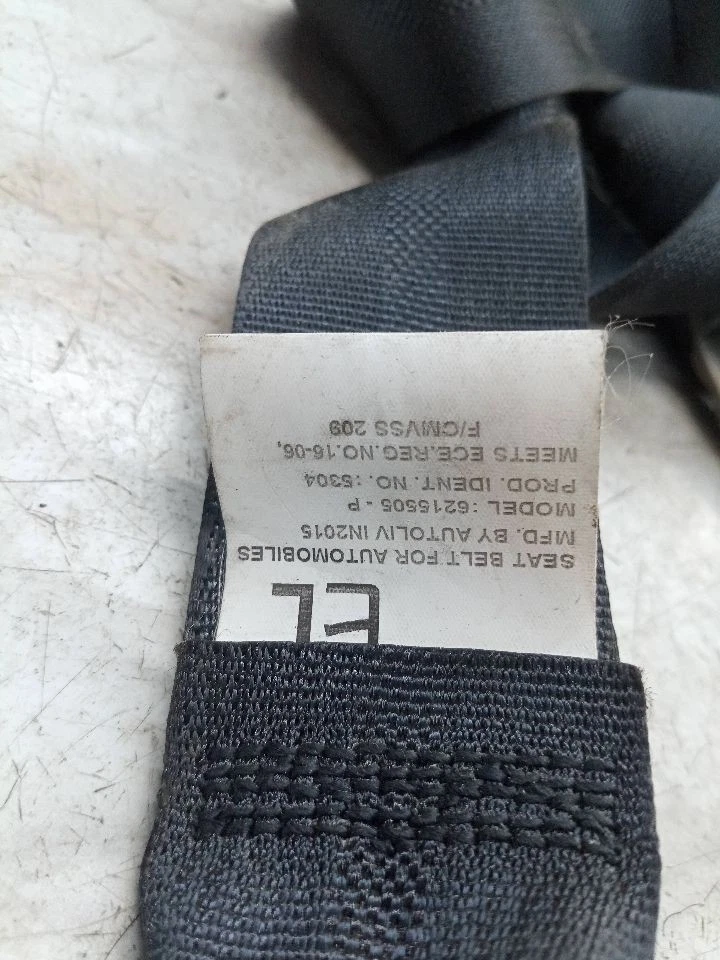 SEAT BELT FOR AUTOMOBILES
MFD. BY AUTOLIV IN2015
MODEL : 6215505 - P
PROD. IDENT. NO. : 5304
MEETS ECE.REG.NO.16-06,
F/CMVSS 209